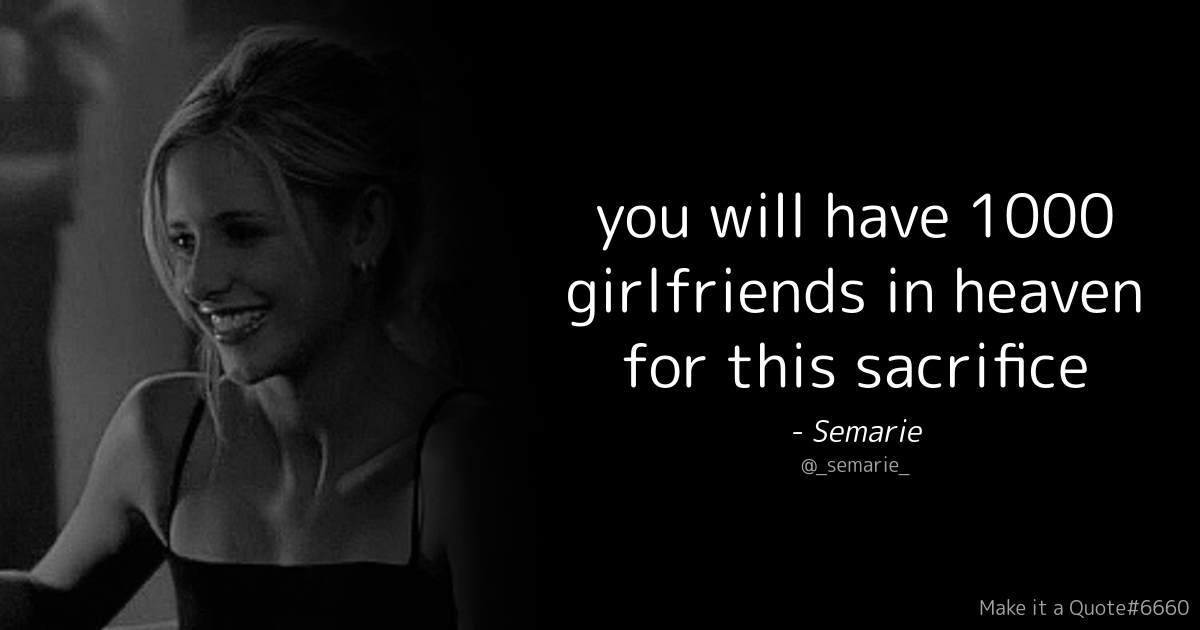 you will have 1000
girlfriends in heaven
for this sacrifice
- Semarie
@_semarie_
Make it a Quote#6660